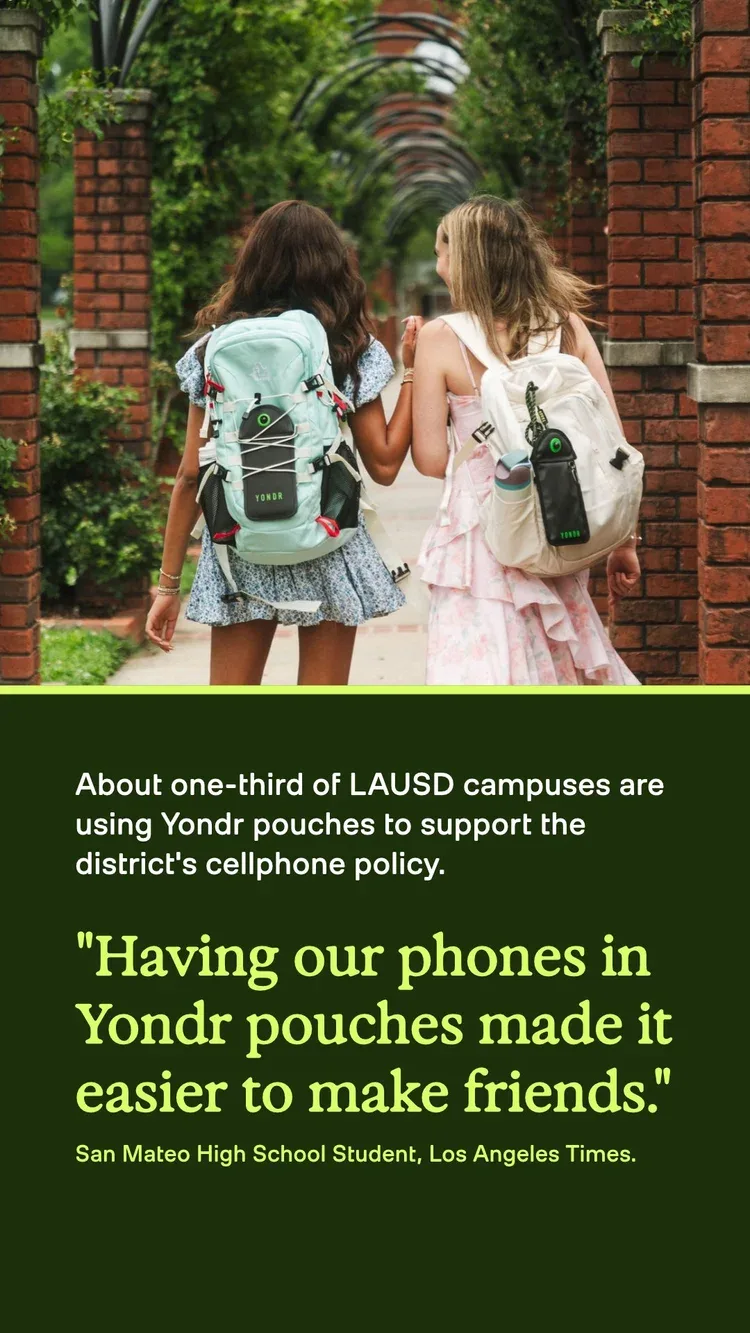 YONDR
YONDR
About one-third of LAUSD campuses are
using Yondr pouches to support the
district's cellphone policy.
"Having our phones in
Yondr pouches made it
easier to make friends."
San Mateo High School Student, Los Angeles Times.